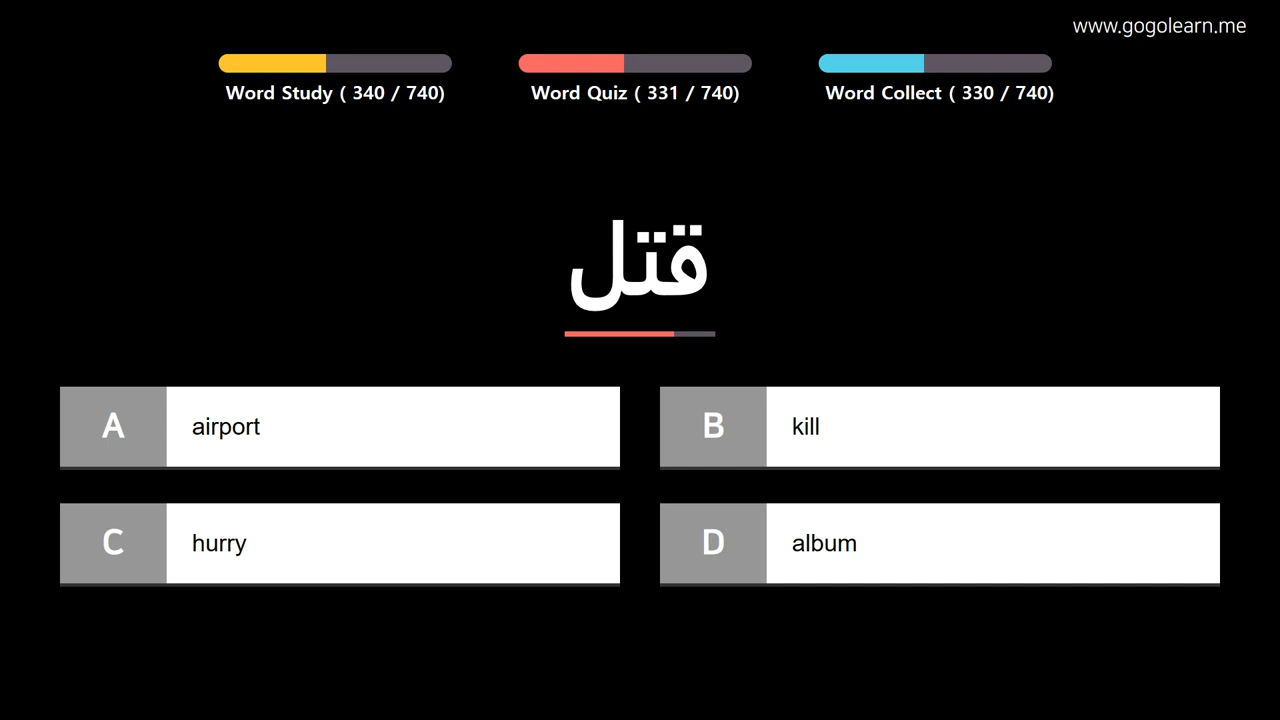 www.gogolearn.me
Word Study ( 340 / 740)
Word Quiz ( 331 / 740)
Word Collect ( 330 / 740)
قتل
A airport
B kill
C hurry
D album